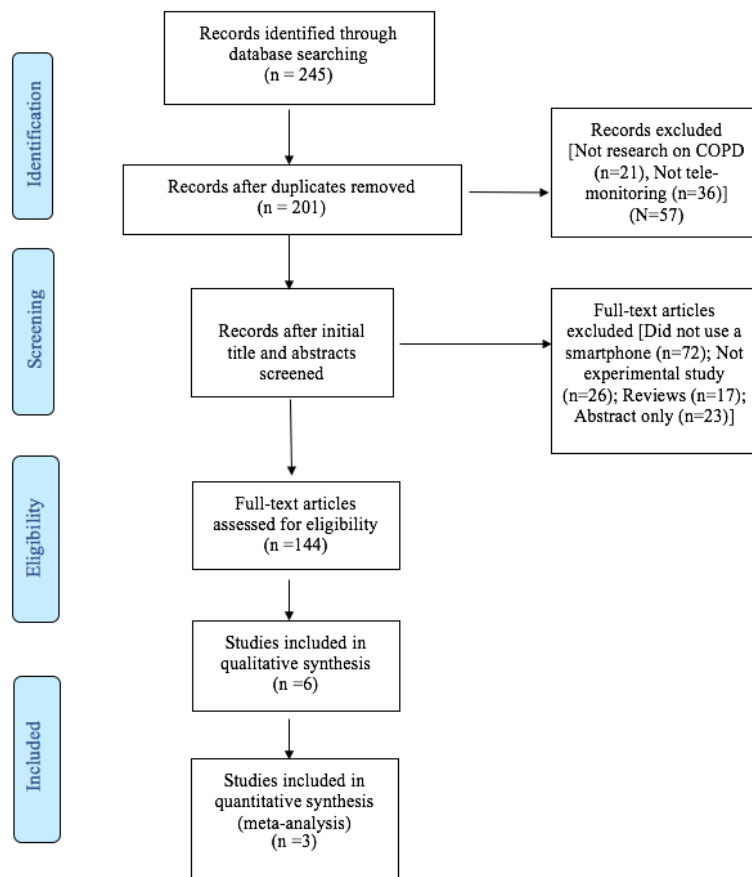 Identification
Records identified through
database searching
(n = 245)
Records after duplicates removed
(n = 201)
Records excluded
[Not research on COPD
(n=21), Not tele-
monitoring (n=36)]
(N=57)
Screening
Records after initial
title and abstracts
screened
Full-text articles
excluded [Did not use a
smartphone (n=72); Not
experimental study
(n=26); Reviews (n=17);
Abstract only (n=23)]
Eligibility
Full-text articles
assessed for eligibility
(n =144)
Studies included in
qualitative synthesis
(n =6)
Included
Studies included in
quantitative synthesis
(meta-analysis)
(n =3)